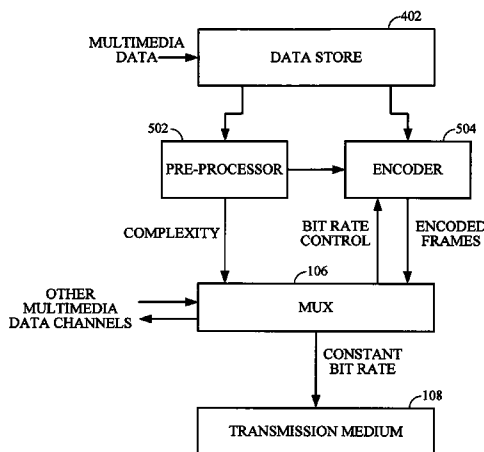 402
MULTIMEDIA
DATA
DATA STORE
502
504
PRE-PROCESSOR
ENCODER
COMPLEXITY
BIT RATE
CONTROL
ENCODED
FRAMES
106
OTHER
MULTIMEDIA
DATA CHANNELS
MUX
CONSTANT
BIT RATE
108
TRANSMISSION MEDIUM